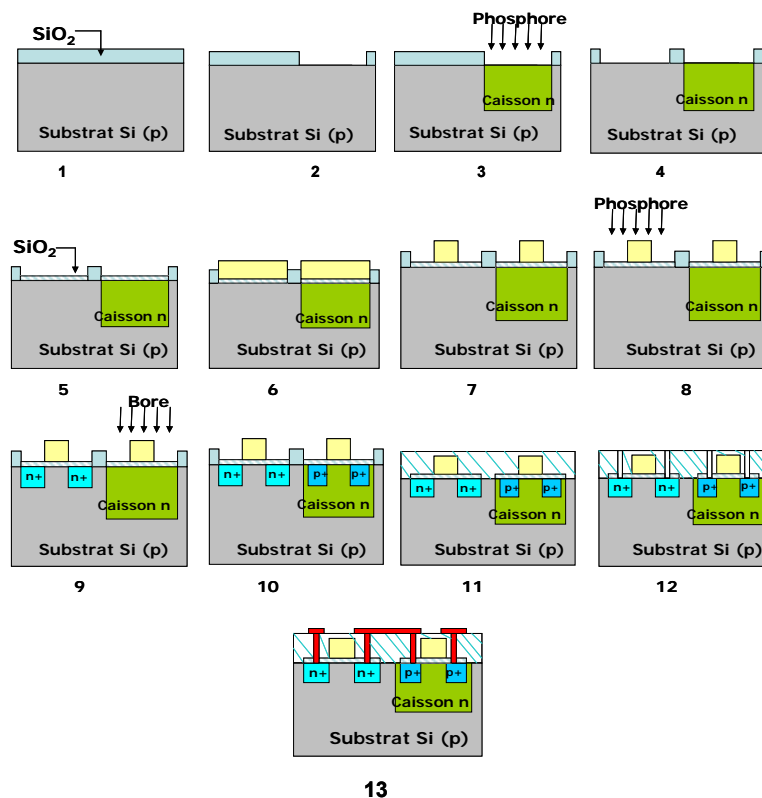 SiO2
Substrat Si (p)
1
Substrat Si (p)
2
Phosphore
Caisson n
Substrat Si (p)
3
Caisson n
Substrat Si (p)
4
SiO2
Caisson n
Substrat Si (p)
5
Caisson n
Substrat Si (p)
6
Caisson n
Substrat Si (p)
7
Phosphore
Caisson n
Substrat Si (p)
8
Bore
n+ n+
Caisson n
Substrat Si (p)
9
n+ n+ p+ p+
Caisson n
Substrat Si (p)
10
n+ n+ p+ p+
Caisson n
Substrat Si (p)
11
n+ n+ p+ p+
Caisson n
Substrat Si (p)
12
n+ n+ p+ p+
Caisson n
Substrat Si (p)
13